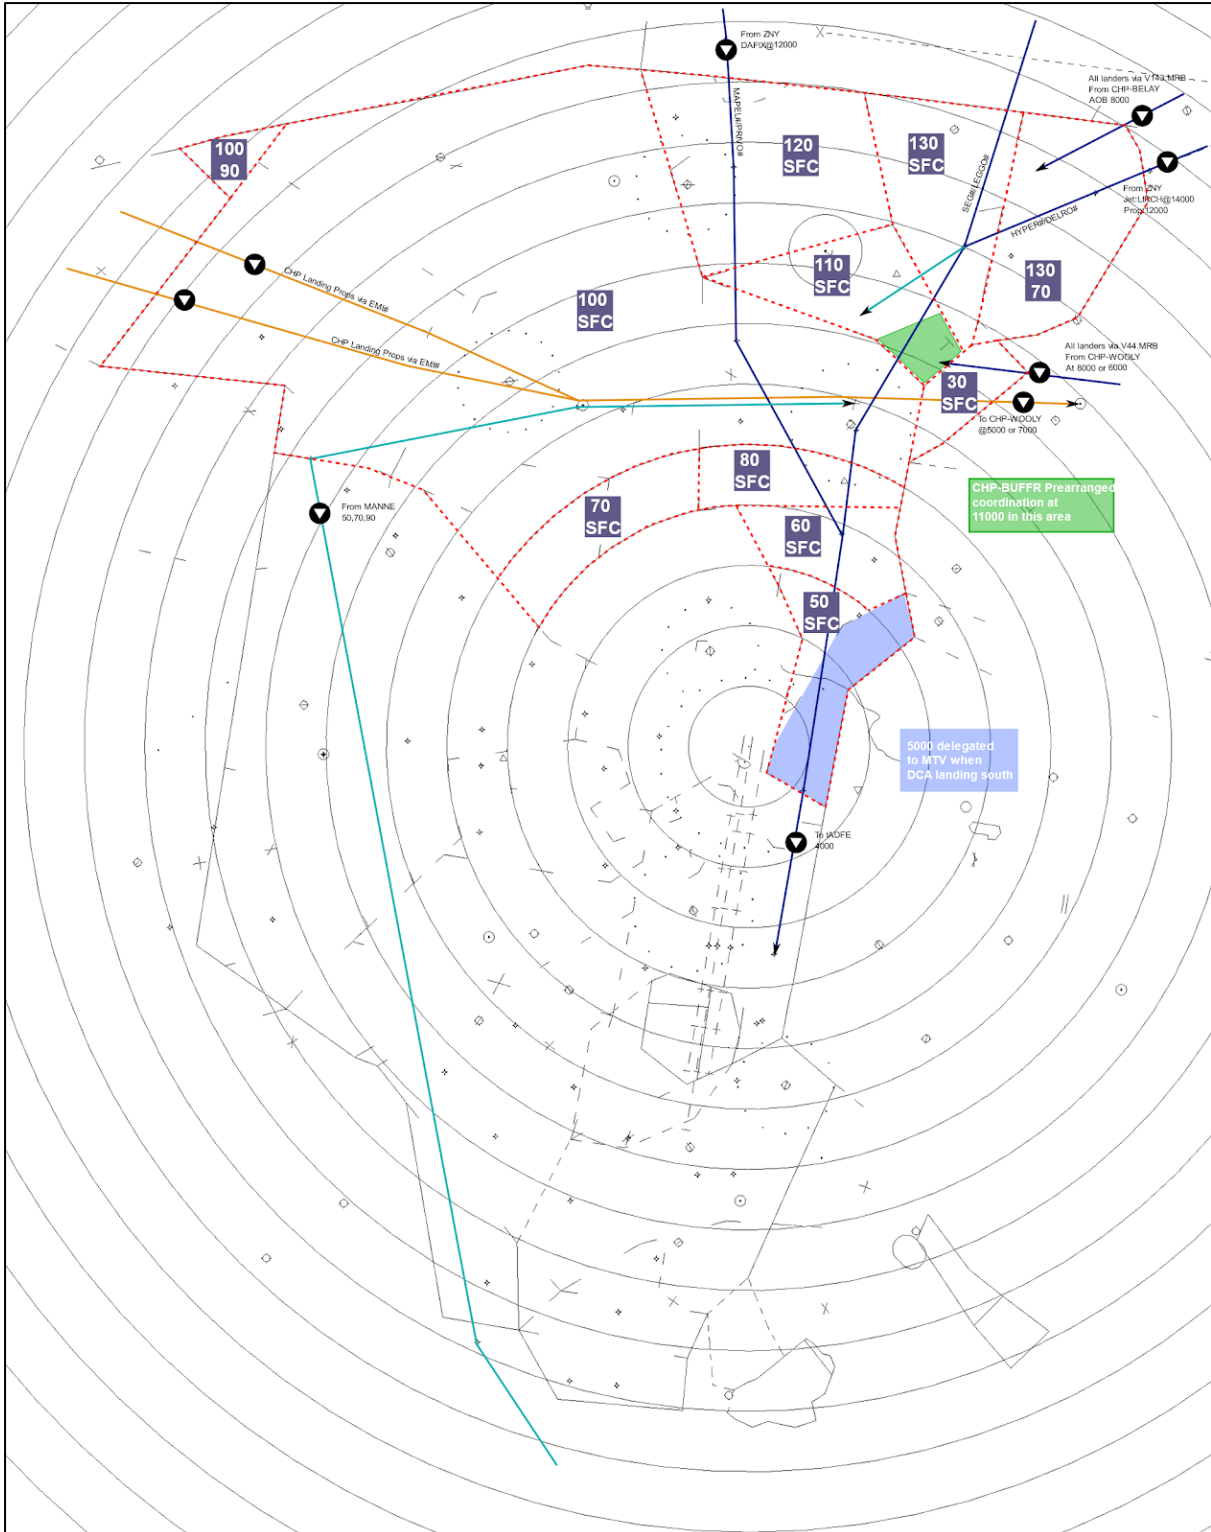 From ZNY
DAFIX@12000
All landers via V143.MRB
From CHP-BELAY
AOB 8000
MAPEL#/PRIVO#
120
SFC
130
SFC
100
90
SEG#/LEGGO#
From ZNY
Jet:LIRCH@14000
Prop:12000
HYPER#/DELRO#
CHP Landing Props via EMI#
110
SFC
130
70
100
SFC
CHP Landing Props via EMI#
All landers via V44.MRB
From CHP-WOOLY
At 8000 or 6000
30
SFC
To CHP-WOOLY
@5000 or 7000
80
SFC
CHP-BUFFR Prearranged
coordination at
11000 in this area
From MANNE
50,70,90
70
SFC
60
SFC
50
SFC
5000 delegated
to MTV when
DCA landing south
To IADFE
4000